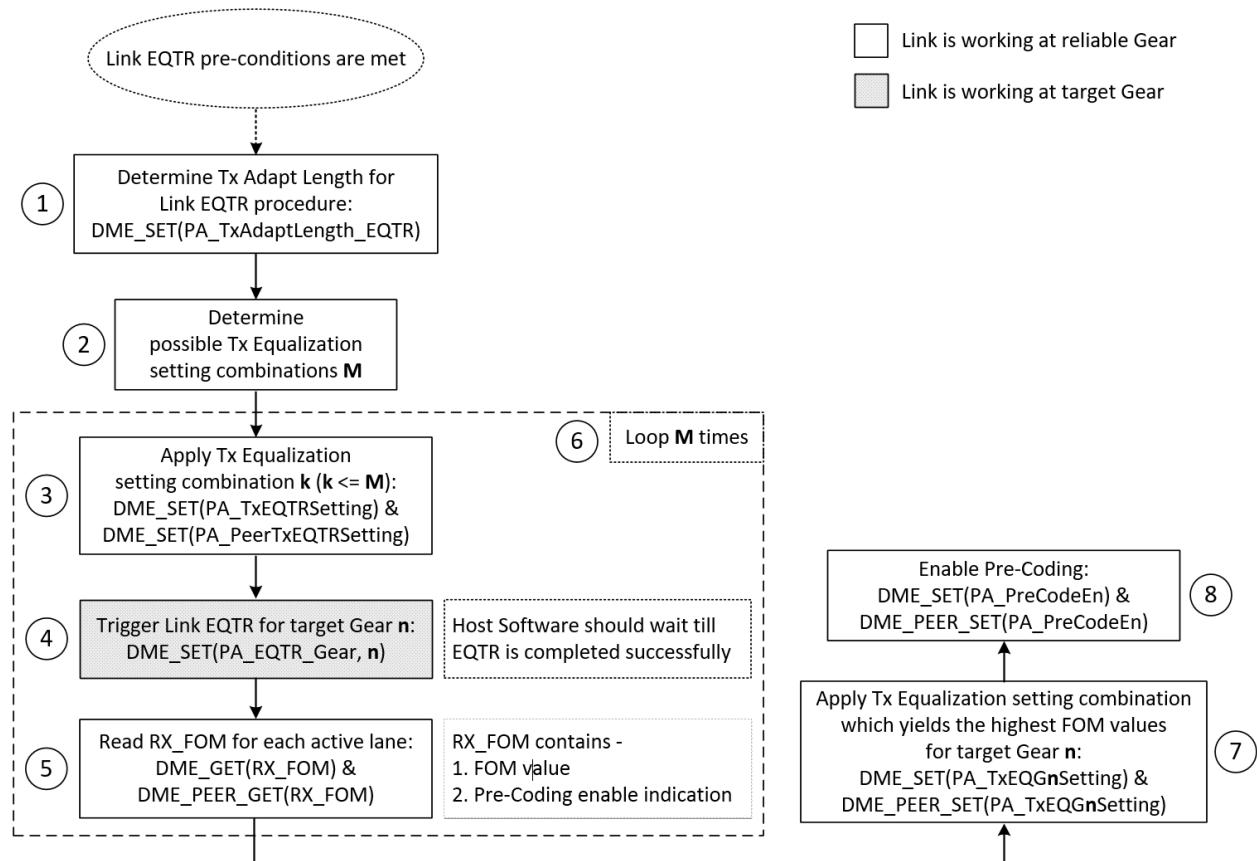 Link EQTR pre-conditions are met
Link is working at reliable Gear
Link is working at target Gear
1
Determine Tx Adapt Length for
Link EQTR procedure:
DME_SET(PA_TxAdaptLength_EQTR)
2
Determine
possible Tx Equalization
setting combinations M
6
Loop M times
3
Apply Tx Equalization
setting combination k (k <= M):
DME_SET(PA_TxEQTRSetting) &
DME_SET(PA_PeerTxEQTRSetting)
4
Trigger Link EQTR for target Gear n:
DME_SET(PA_EQTR_Gear, n)
Host Software should wait till
EQTR is completed successfully
5
Read RX_FOM for each active lane:
DME_GET(RX_FOM) &
DME_PEER_GET(RX_FOM)
RX_FOM contains -
1. FOM value
2. Pre-Coding enable indication
Enable Pre-Coding:
DME_SET(PA_PreCodeEn) &
DME_PEER_SET(PA_PreCodeEn)
8
Apply Tx Equalization setting combination
which yields the highest FOM values
for target Gear n:
DME_SET(PA_TxEQGnSetting) &
DME_PEER_SET(PA_TxEQGnSetting)
7